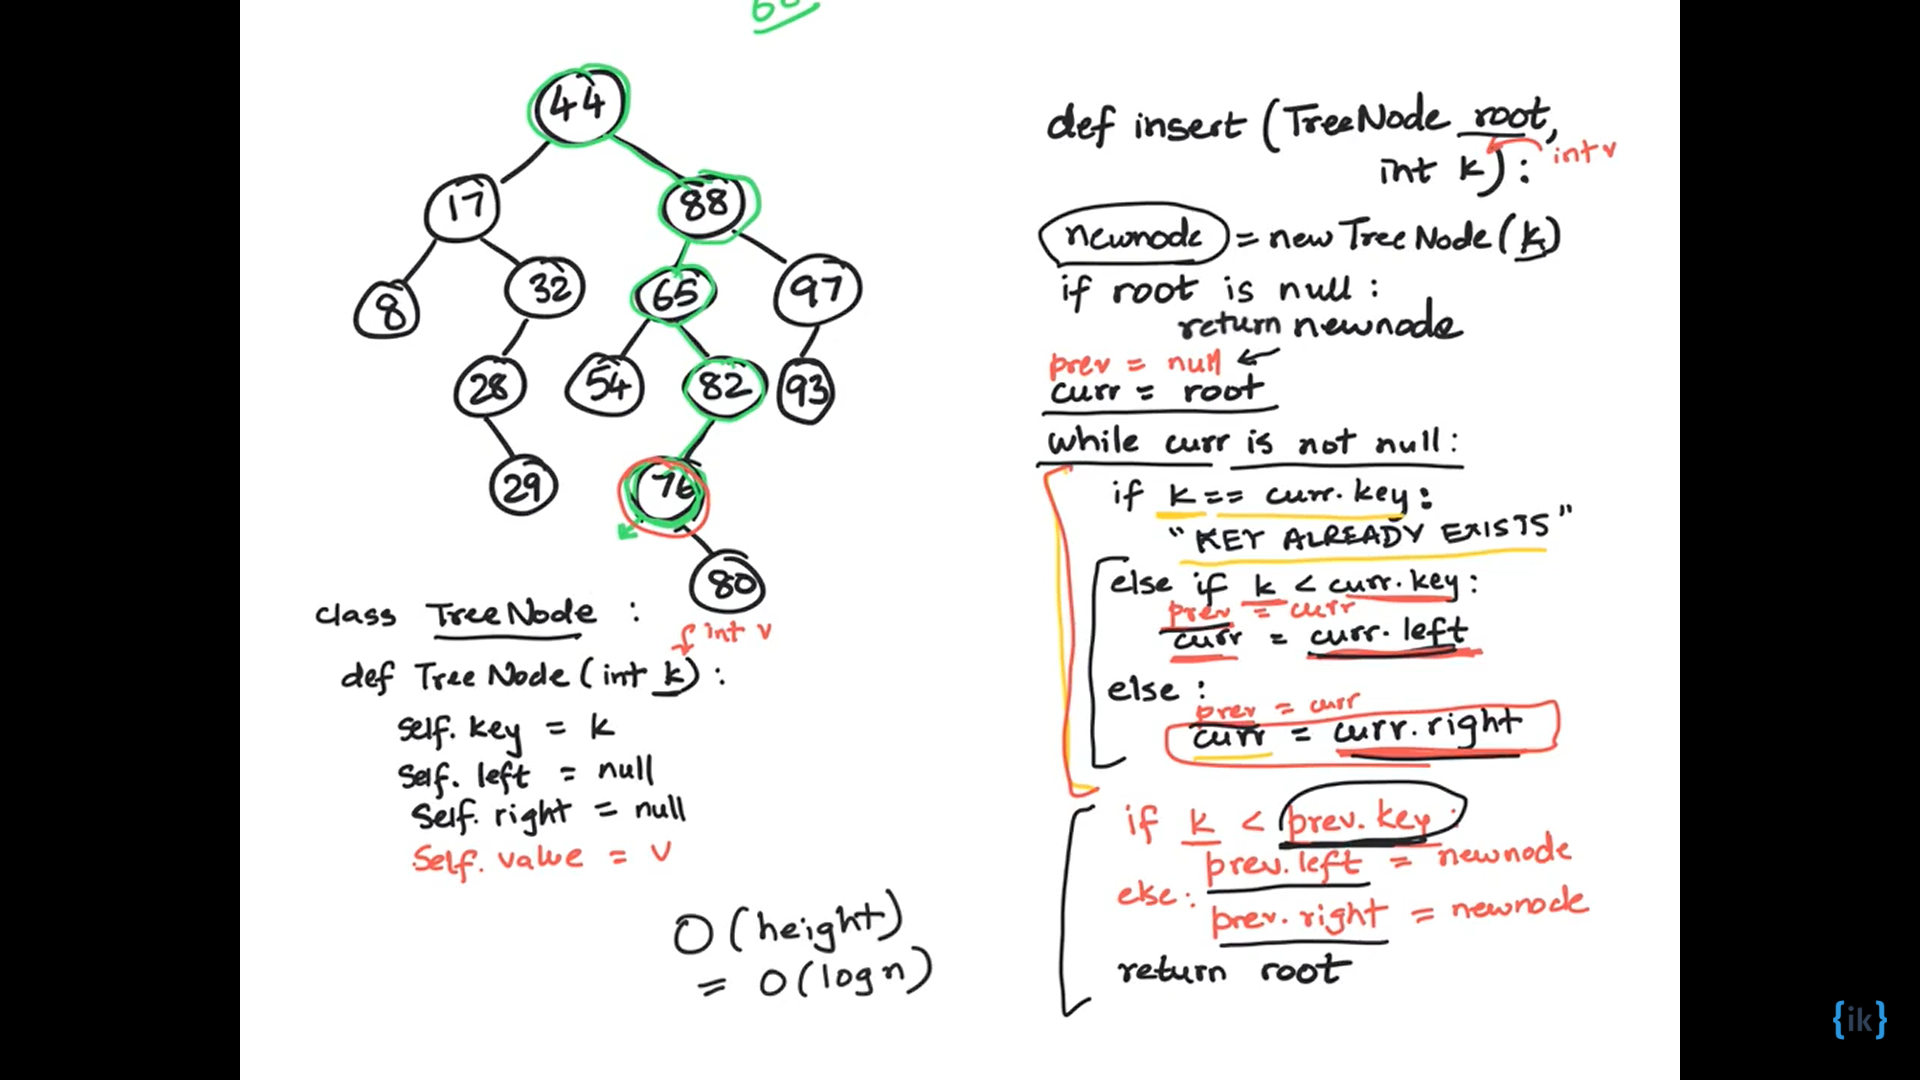 44
17
88
8
32
65
97
28
54
82
93
29
76
80
class TreeNode :
int v
def TreeNode (int k) :
self. key = k
self. left = null
self. right = null
self. value = v
O (height)
= O (log n)
def insert (TreeNode root,
int k) :
int v
newnode = new TreeNode (k)
if root is null :
return newnode
prev = null ←
curr = root
while curr is not null :
if k == curr. key :
"KEY ALREADY EXISTS"
else if k < curr. key :
prev = curr
curr = curr. left
else :
prev = curr
curr = curr. right
if k < prev. key :
prev. left = newnode
else :
prev. right = newnode
return root
{ik}